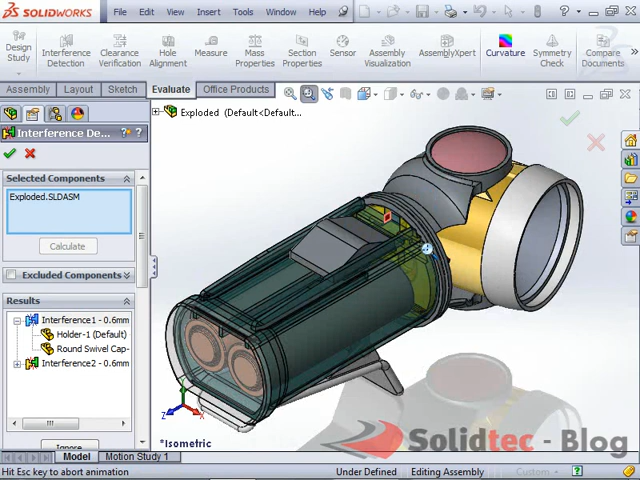 SOLIDWORKS File Edit View Insert Tools Window Help
Design Study
Interference Detection
Clearance Verification
Hole Alignment
Measure
Mass Properties
Section Properties
Sensor
Assembly Visualization
AssemblyXpert
Curvature
Symmetry Check
Compare Documents
Assembly Layout Sketch Evaluate Office Products
Interference De...
Exploded (Default<Default...
Selected Components
Exploded.SLDASM
Calculate
Excluded Components
Results
Interference1 - 0.6mm
Holder-1 (Default)
Round Swivel Cap-
Interference2 - 0.6mm
Ignore
Z X
*Isometric
Solidtec - Blog
Model Motion Study 1
Hit Esc key to abort animation Under Defined Editing Assembly Custom